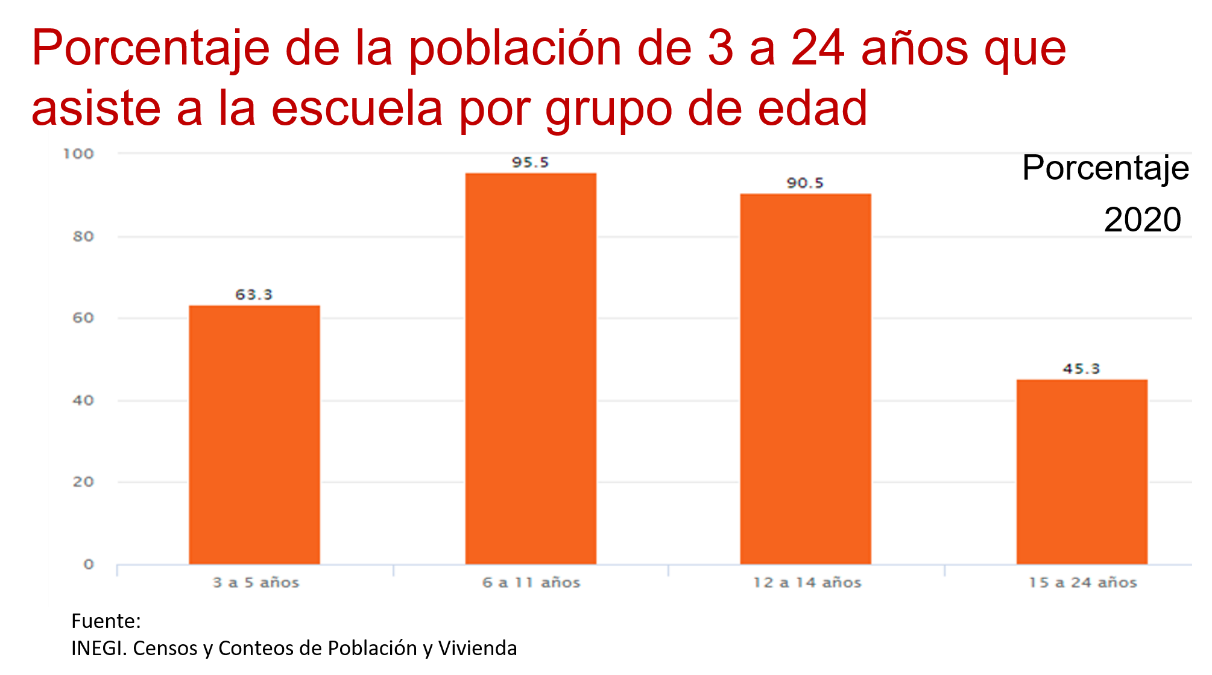 Porcentaje de la población de 3 a 24 años que
asiste a la escuela por grupo de edad
Porcentaje
2020
100
80
60
40
20
0
63.3
95.5
90.5
45.3
3 a 5 años
6 a 11 años
12 a 14 años
15 a 24 años
Fuente:
INEGI. Censos y Conteos de Población y Vivienda